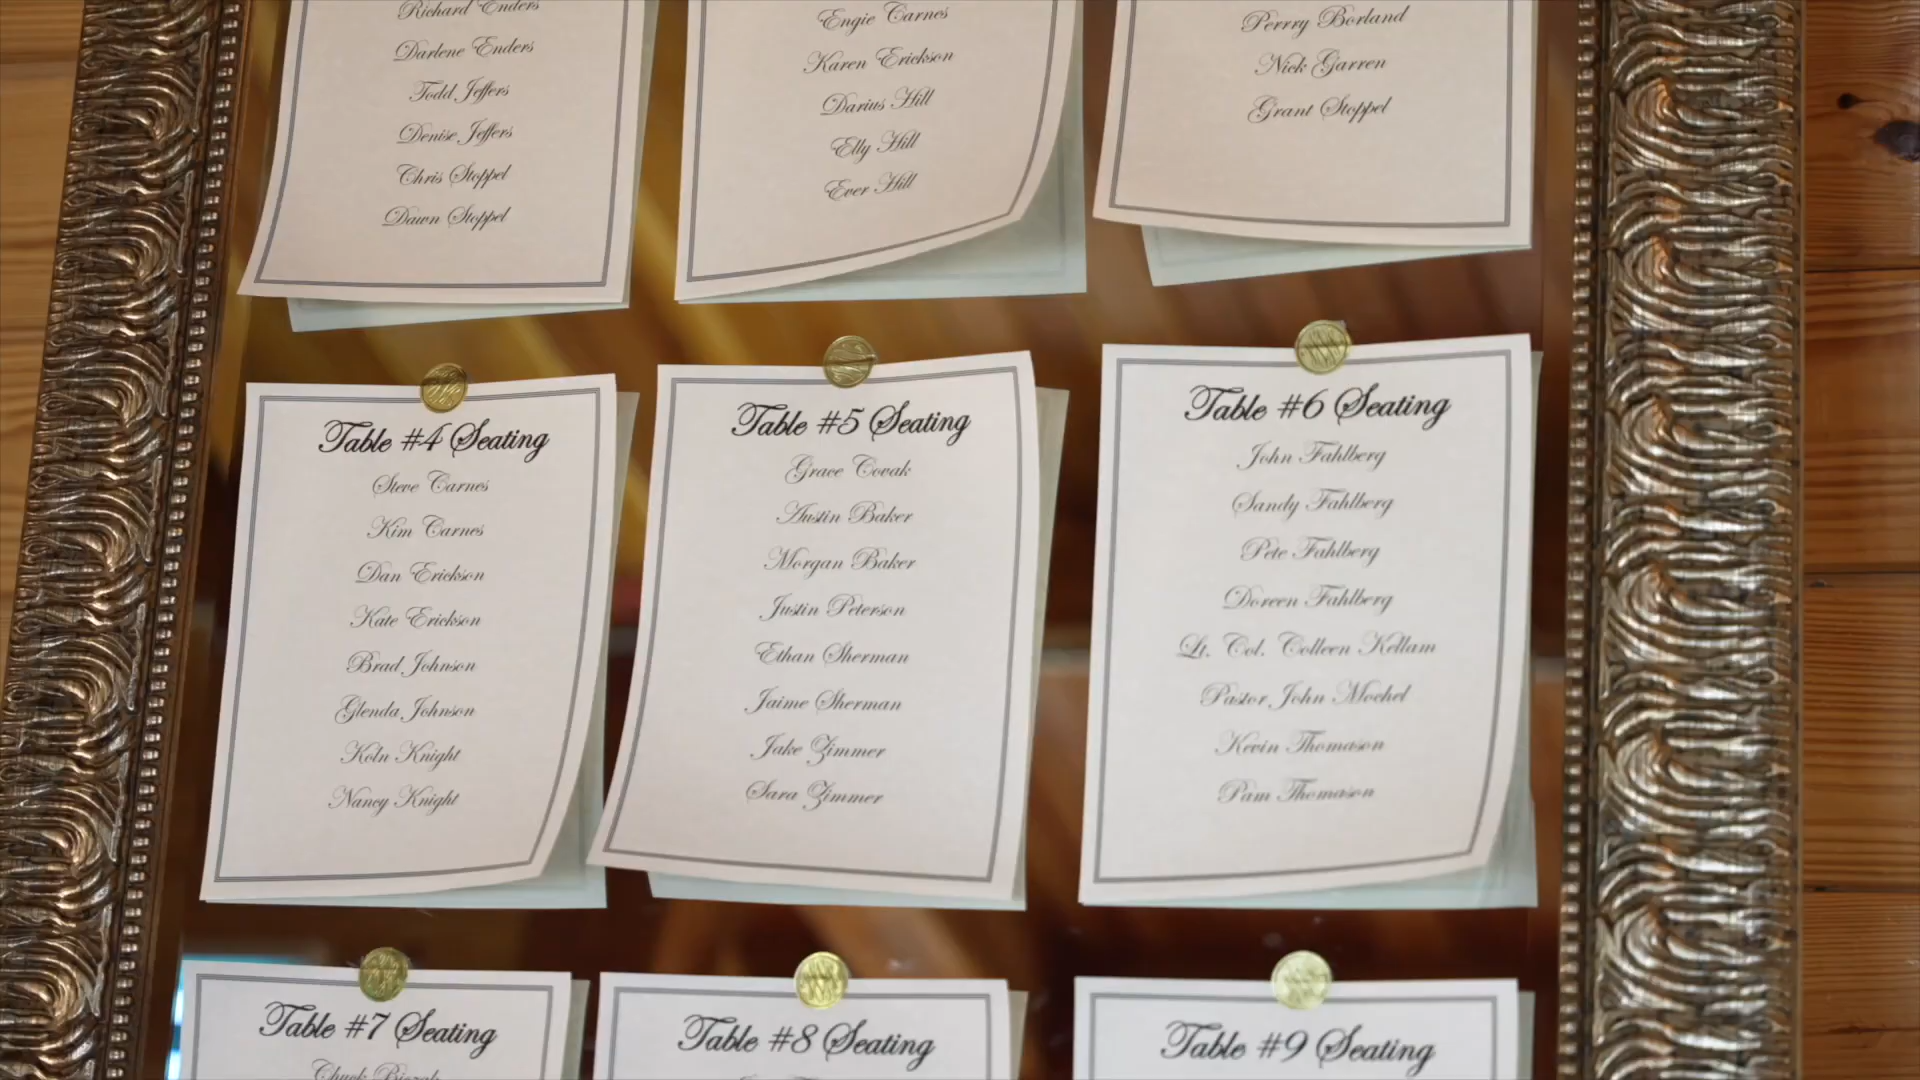 Richard Enders
Darlene Enders
Todd Jeffers
Denise Jeffers
Chris Stoppel
Dawn Stoppel
Engie Carnes
Karen Erickson
Darius Hill
Elly Hill
Ever Hill
Perrry Borland
Nick Garren
Grant Stoppel
Table #4 Seating
Steve Carnes
Kim Carnes
Dan Erickson
Kate Erickson
Brad Johnson
Glenda Johnson
Koln Knight
Nancy Knight
Table #5 Seating
Grace Covak
Austin Baker
Morgan Baker
Justin Peterson
Ethan Sherman
Jaime Sherman
Jake Zimmer
Sara Zimmer
Table #6 Seating
John Fahlberg
Sandy Fahlberg
Pete Fahlberg
Doreen Fahlberg
Lt. Col. Colleen Kellam
Pastor John Mochel
Kevin Thomason
Pam Thomason
Table #7 Seating
Chuck
Table #8 Seating
Table #9 Seating